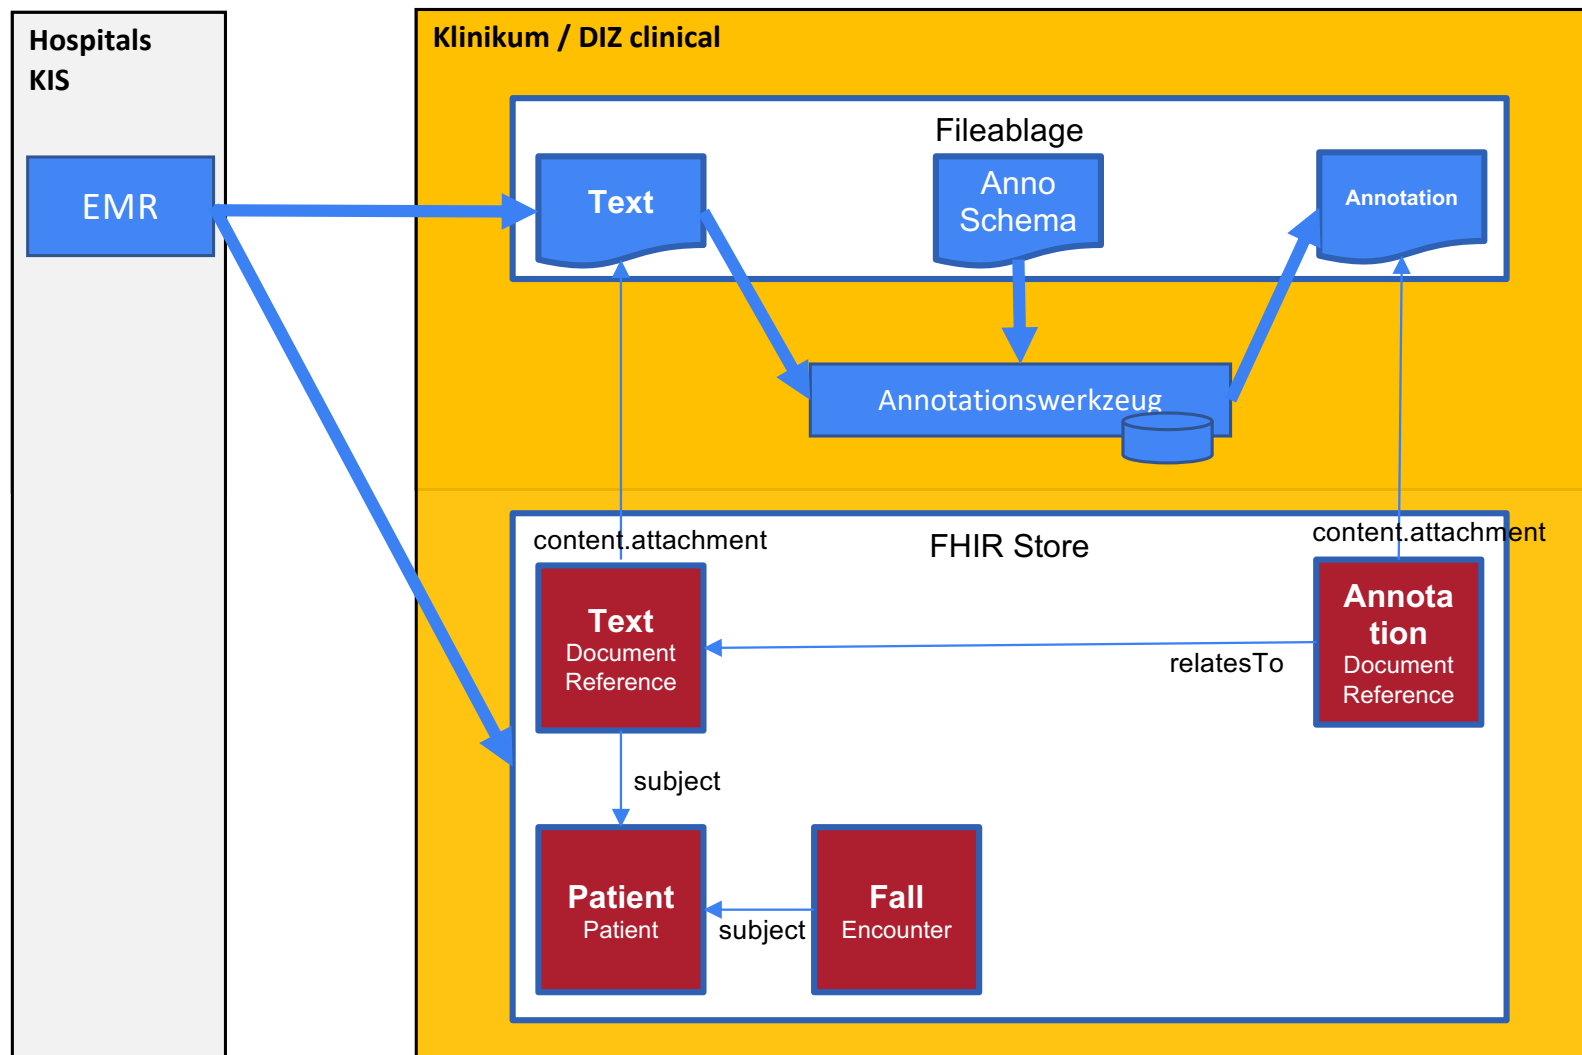 Hospitals
KIS
EMR
Klinikum / DIZ clinical
Fileablage
Text
Anno
Schema
Annotation
Annotationswerkzeug
content.attachment
FHIR Store
content.attachment
Text
Document
Reference
Annota
tion
Document
Reference
relatesTo
subject
Patient
Patient
subject
Fall
Encounter